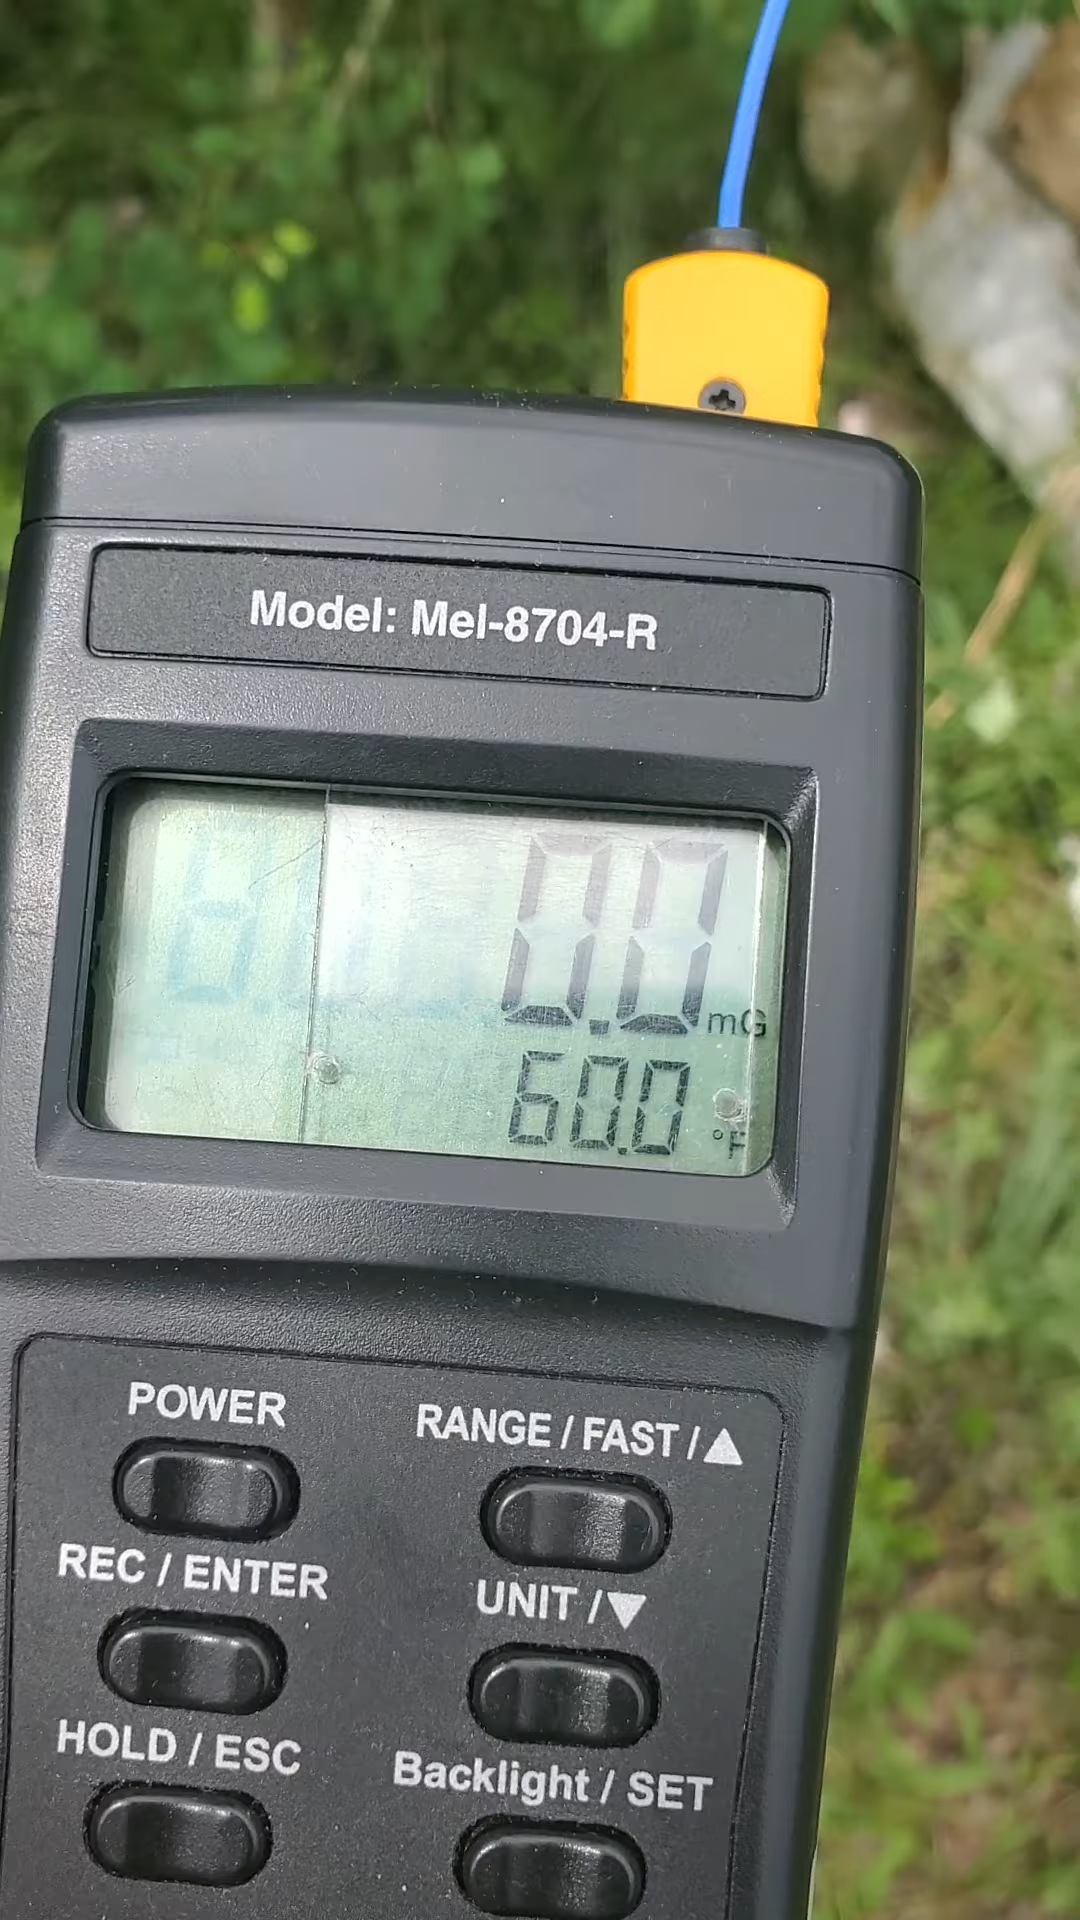 Model: Mel-8704-R
0.0 mG
60.0 °F
POWER
RANGE / FAST / ▲
REC / ENTER
UNIT / ▼
HOLD / ESC
Backlight / SET